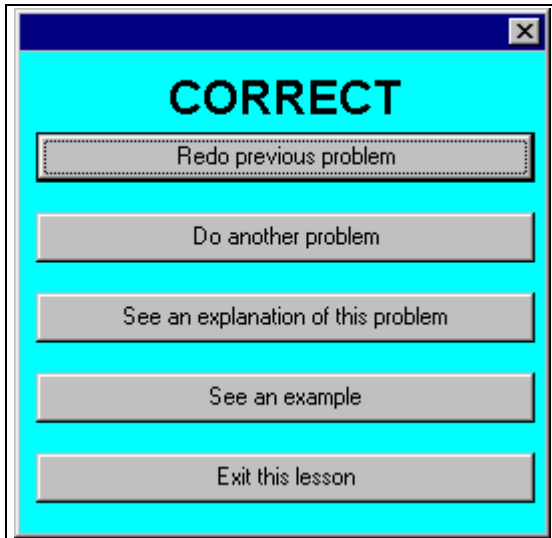 CORRECT
Redo previous problem
Do another problem
See an explanation of this problem
See an example
Exit this lesson